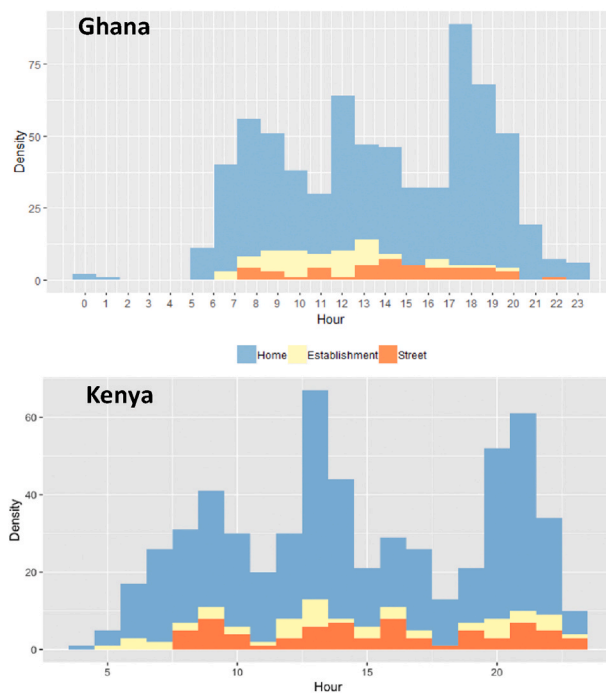 Ghana
Density
75
50
25
0
0 1 2 3 4 5 6 7 8 9 10 11 12 13 14 15 16 17 18 19 20 21 22 23
Hour
Home Establishment Street
Kenya
Density
60
40
20
0
5 10 15 20
Hour